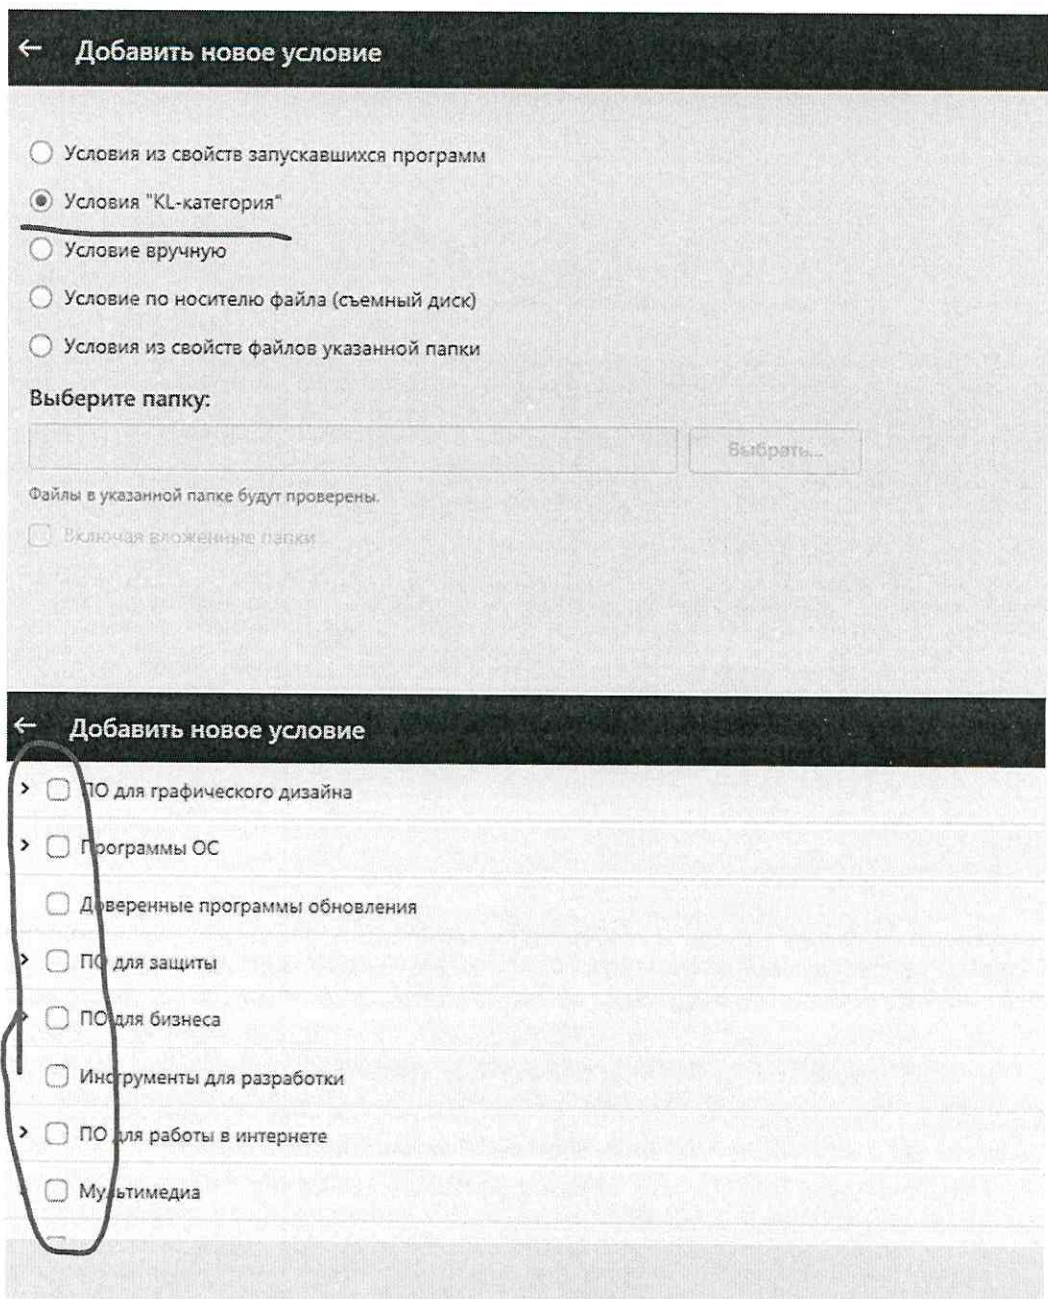 Добавить новое условие
Условия из свойств запускавшихся программ
Условия "KL-категория"
Условие вручную
Условие по носителю файла (съемный диск)
Условия из свойств файлов указанной папки
Выберите папку:
Выбрать...
Файлы в указанной папке будут проверены.
Включая вложенные папки
Добавить новое условие
ПО для графического дизайна
Программы ОС
Доверенные программы обновления
ПО для защиты
ПО для бизнеса
Инструменты для разработки
ПО для работы в интернете
Мультимедиа